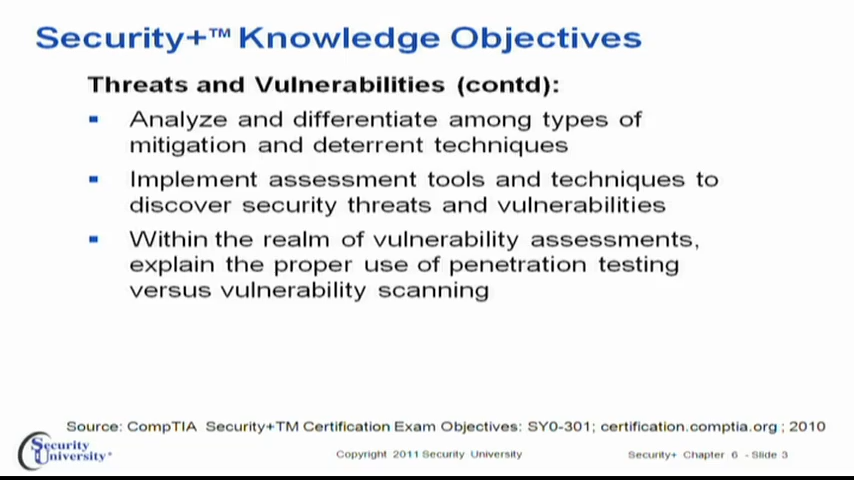 Security+™ Knowledge Objectives
Threats and Vulnerabilities (contd):
Analyze and differentiate among types of
mitigation and deterrent techniques
Implement assessment tools and techniques to
discover security threats and vulnerabilities
Within the realm of vulnerability assessments,
explain the proper use of penetration testing
versus vulnerability scanning
Source: CompTIA Security+TM Certification Exam Objectives: SY0-301; certification.comptia.org ; 2010
Security
University
Copyright 2011 Security University
Security+ Chapter 6 - Slide 3